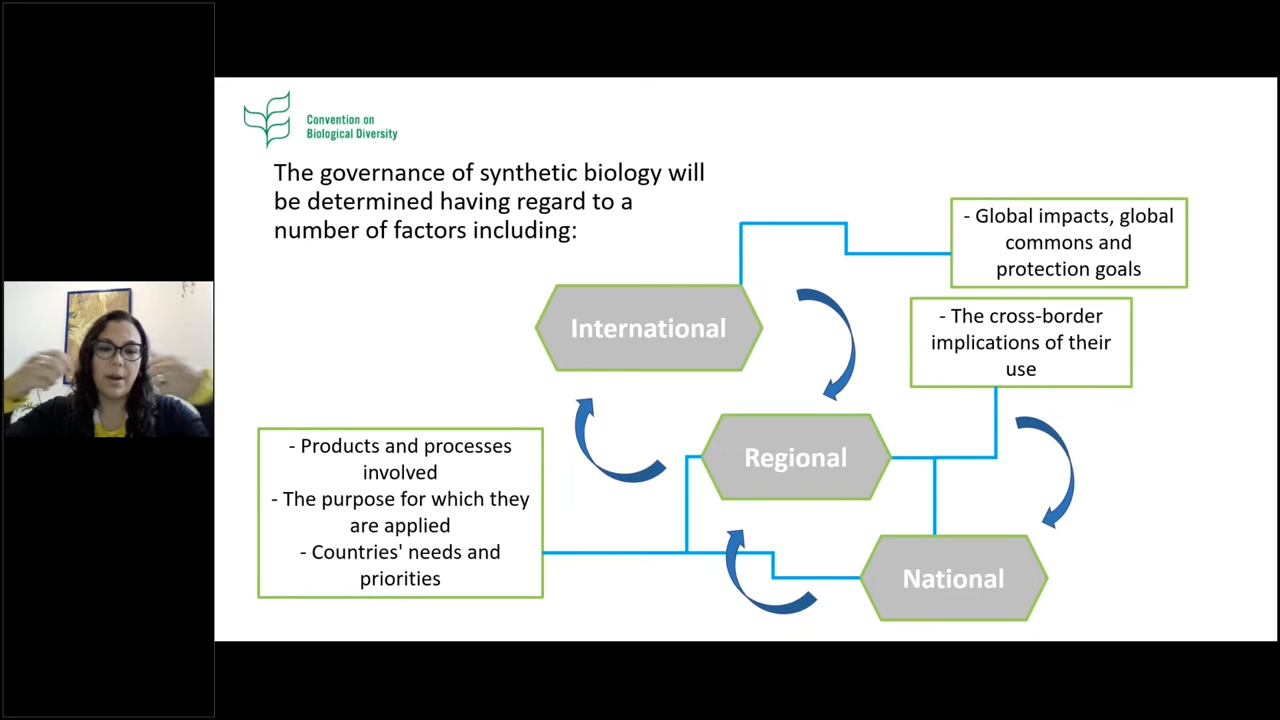 Convention on
Biological Diversity
The governance of synthetic biology will
be determined having regard to a
number of factors including:
- Global impacts, global
commons and
protection goals
International
- The cross-border
implications of their
use
Regional
- Products and processes
involved
- The purpose for which they
are applied
- Countries' needs and
priorities
National